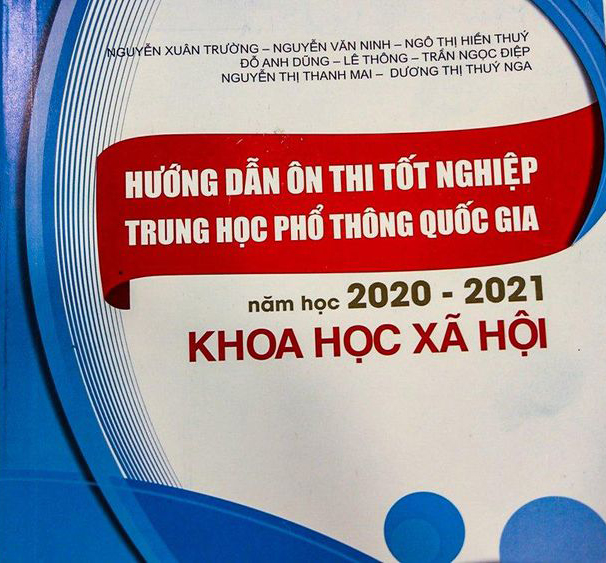 NGUYỄN XUÂN TRƯỜNG – NGUYỄN VĂN NINH – NGÔ THỊ HIỀN THUÝ
ĐỖ ANH DŨNG – LÊ THÔNG – TRẦN NGỌC ĐIỆP
NGUYỄN THỊ THANH MAI – DƯƠNG THỊ THUÝ NGA
HƯỚNG DẪN ÔN THI TỐT NGHIỆP
TRUNG HỌC PHỔ THÔNG QUỐC GIA
năm học 2020 - 2021
KHOA HỌC XÃ HỘI